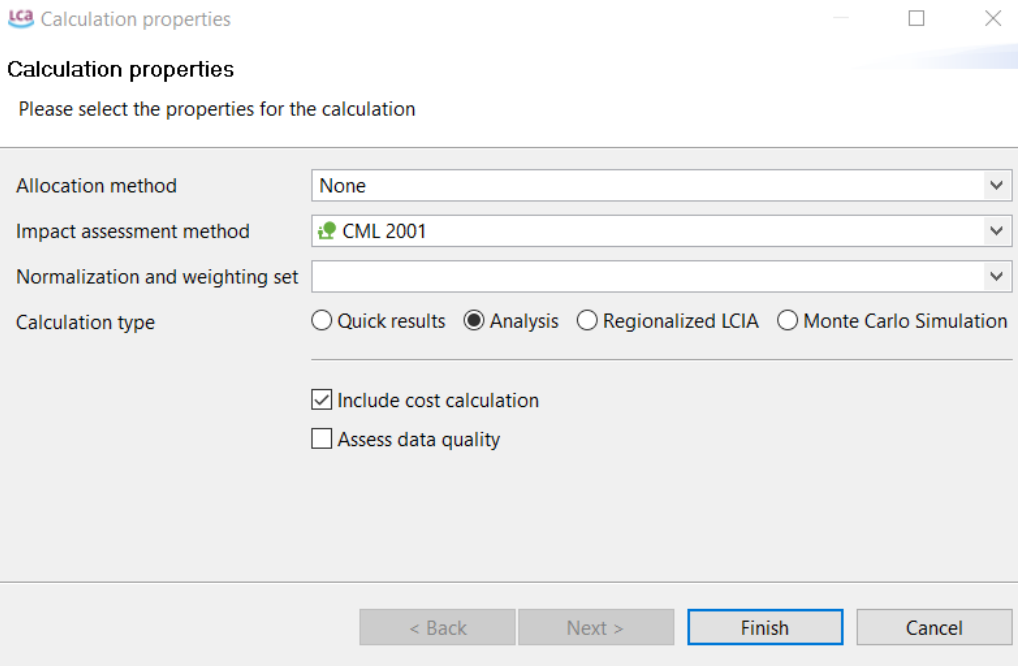 LCA Calculation properties
Calculation properties
Please select the properties for the calculation
Allocation method None
Impact assessment method CML 2001
Normalization and weighting set
Calculation type Quick results Analysis Regionalized LCIA Monte Carlo Simulation
Include cost calculation
Assess data quality
< Back Next > Finish Cancel